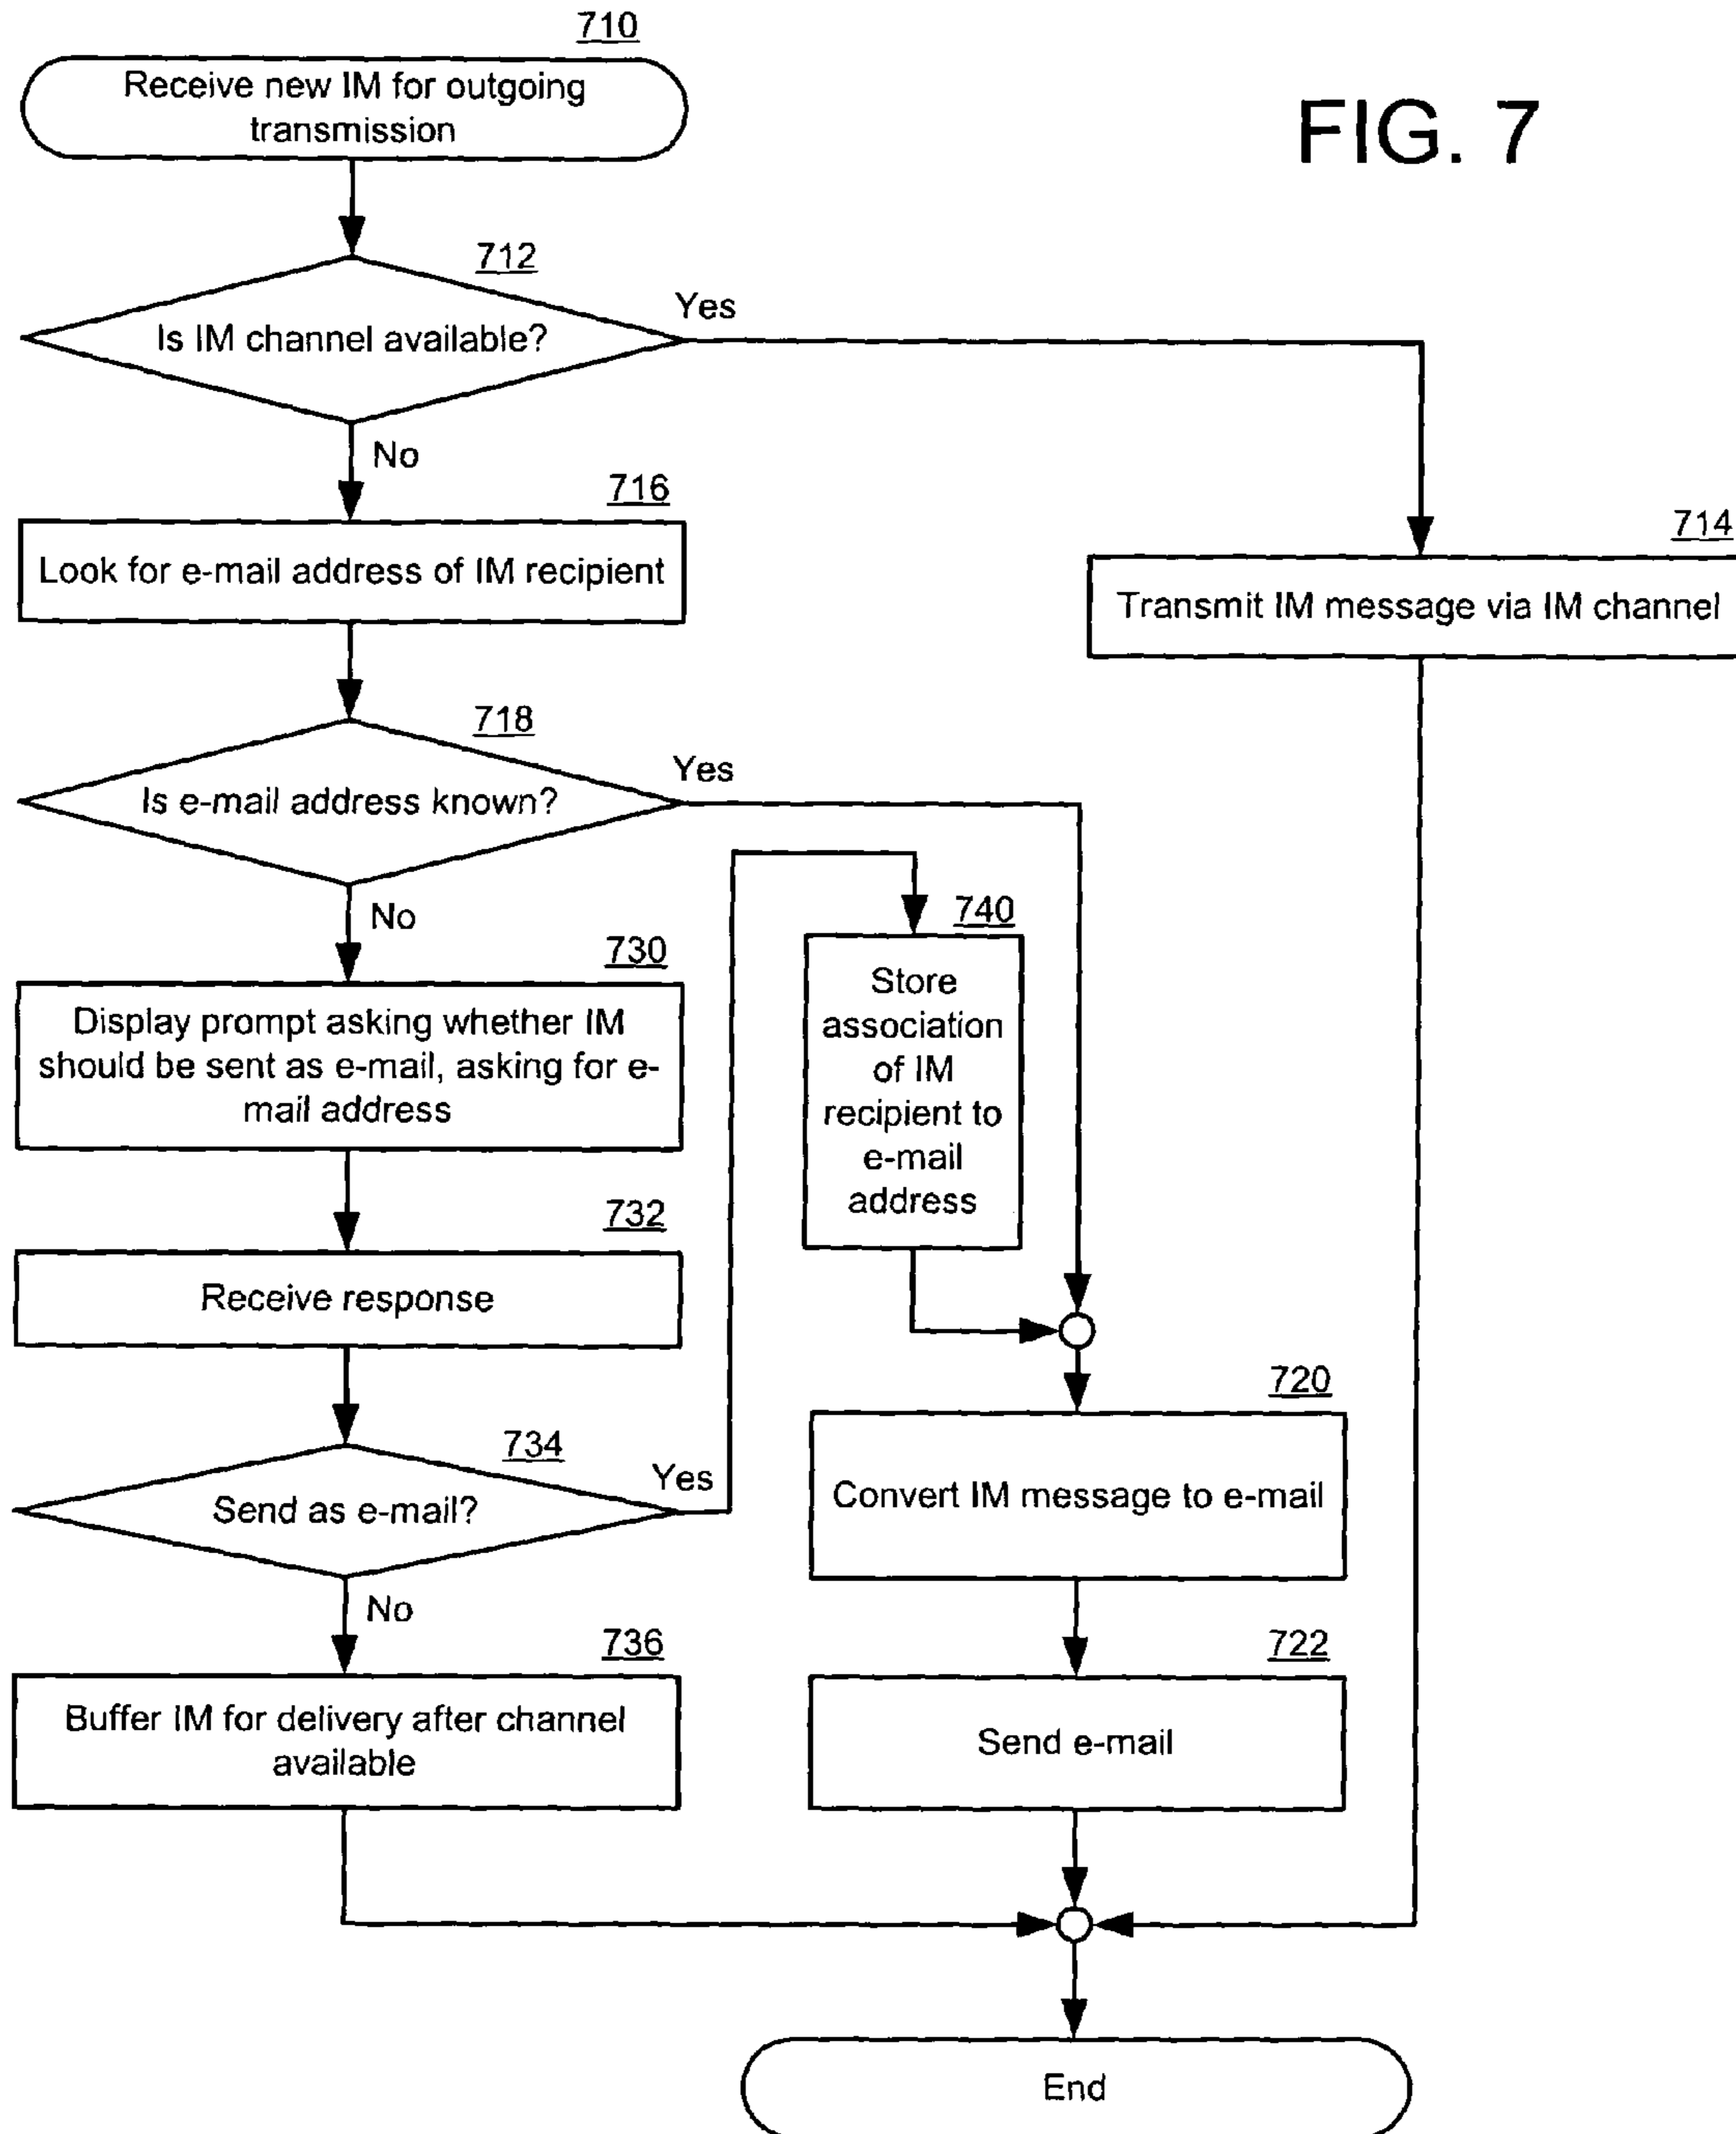 FIG. 7
710
Receive new IM for outgoing
transmission
712
Is IM channel available?
Yes
No
714
Transmit IM message via IM channel
716
Look for e-mail address of IM recipient
718
Is e-mail address known?
Yes
No
730
Display prompt asking whether IM
should be sent as e-mail, asking for e-
mail address
732
Receive response
734
Send as e-mail?
Yes
No
736
Buffer IM for delivery after channel
available
740
Store
association
of IM
recipient to
e-mail
address
720
Convert IM message to e-mail
722
Send e-mail
End